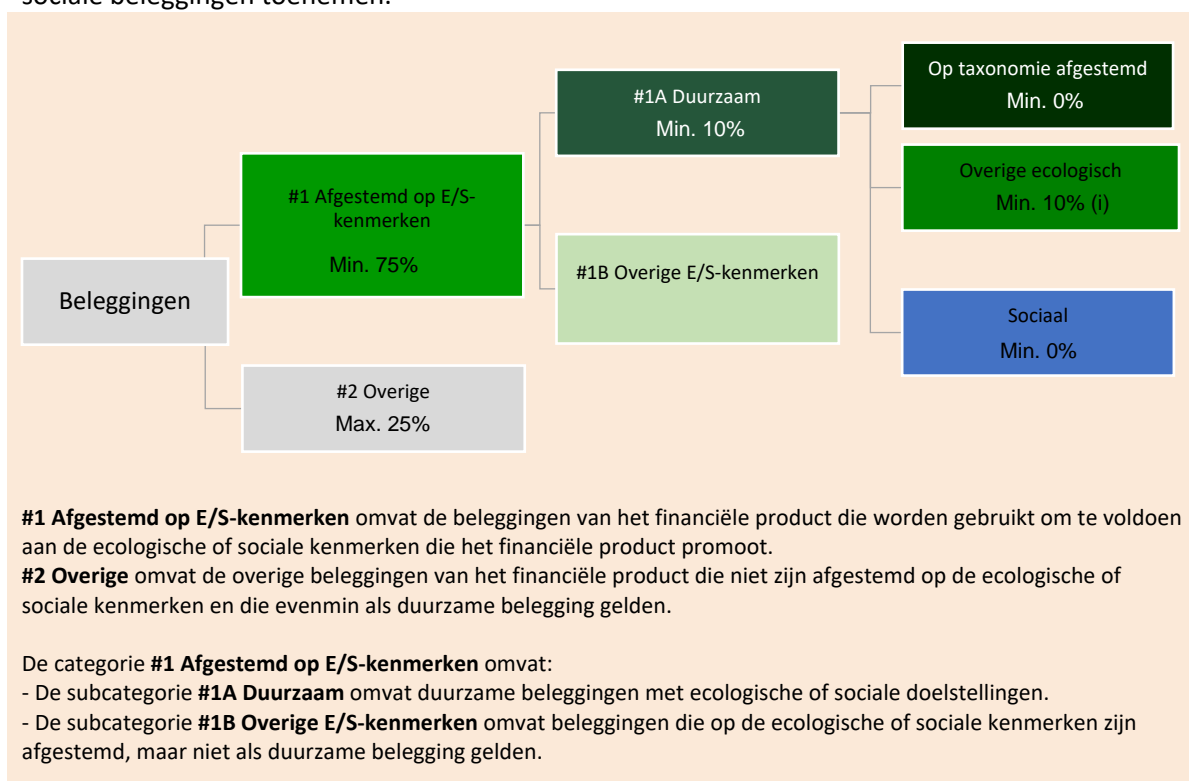 sociale beleggingen toenemen.
Beleggingen
#1 Afgestemd op E/S-
kenmerken
Min. 75%
#2 Overige
Max. 25%
#1A Duurzaam
Min. 10%
#1B Overige E/S-kenmerken
Op taxonomie afgestemd
Min. 0%
Overige ecologisch
Min. 10% (i)
Sociaal
Min. 0%
#1 Afgestemd op E/S-kenmerken omvat de beleggingen van het financiële product die worden gebruikt om te voldoen
aan de ecologische of sociale kenmerken die het financiële product promoot.
#2 Overige omvat de overige beleggingen van het financiële product die niet zijn afgestemd op de ecologische of
sociale kenmerken en die evenmin als duurzame belegging gelden.
De categorie #1 Afgestemd op E/S-kenmerken omvat:
- De subcategorie #1A Duurzaam omvat duurzame beleggingen met ecologische of sociale doelstellingen.
- De subcategorie #1B Overige E/S-kenmerken omvat beleggingen die op de ecologische of sociale kenmerken zijn
afgestemd, maar niet als duurzame belegging gelden.